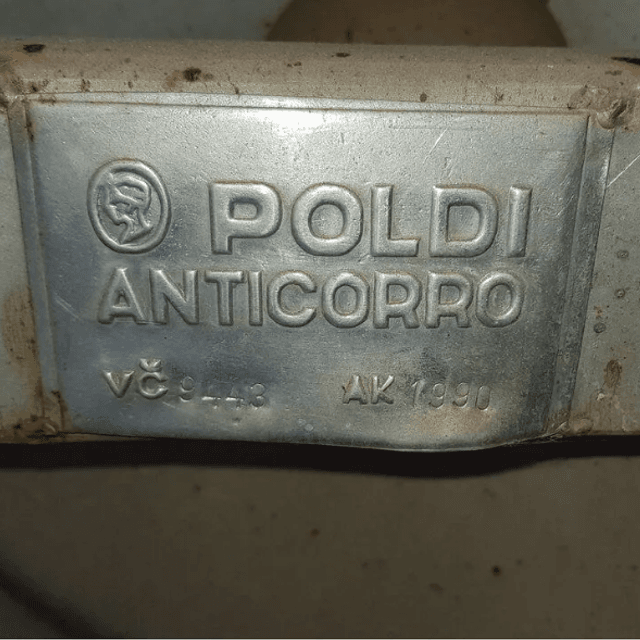 POLDI
ANTICORRO
VČ 9443 AK 1990